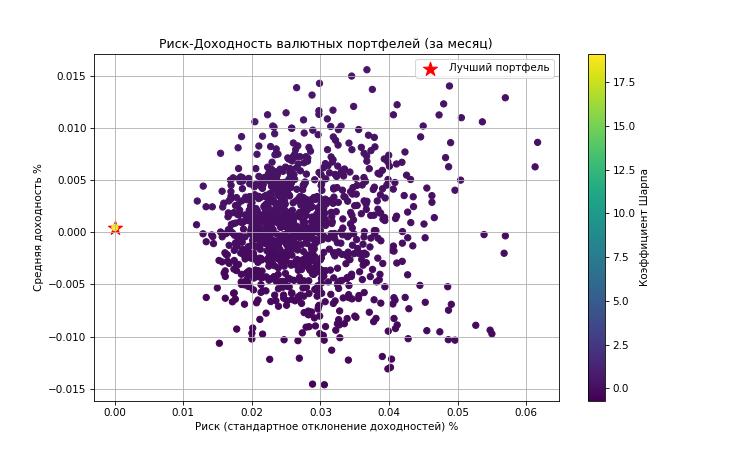 Риск-Доходность валютных портфелей (за месяц)
Лучший портфель
Средняя доходность %
0.015
0.010
0.005
0.000
−0.005
−0.010
−0.015
0.00 0.01 0.02 0.03 0.04 0.05 0.06
Риск (стандартное отклонение доходностей) %
17.5
15.0
12.5
10.0
7.5
5.0
2.5
0.0
Коэффициент Шарпа